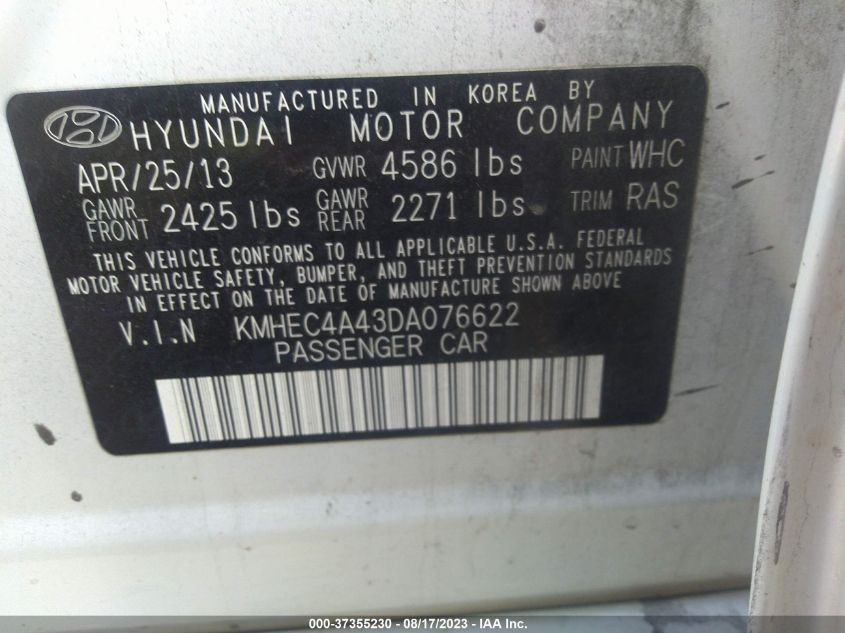 MANUFACTURED IN KOREA BY
HYUNDAI MOTOR COMPANY
APR/25/13 GVWR 4586 lbs PAINT WHC
GAWR FRONT 2425 lbs GAWR REAR 2271 lbs TRIM RAS
THIS VEHICLE CONFORMS TO ALL APPLICABLE U.S.A. FEDERAL
MOTOR VEHICLE SAFETY, BUMPER, AND THEFT PREVENTION STANDARDS
IN EFFECT ON THE DATE OF MANUFACTURE SHOWN ABOVE
V.I.N KMHEC4A43DA076622
PASSENGER CAR
000-37355230 - 08/17/2023 - IAA Inc.